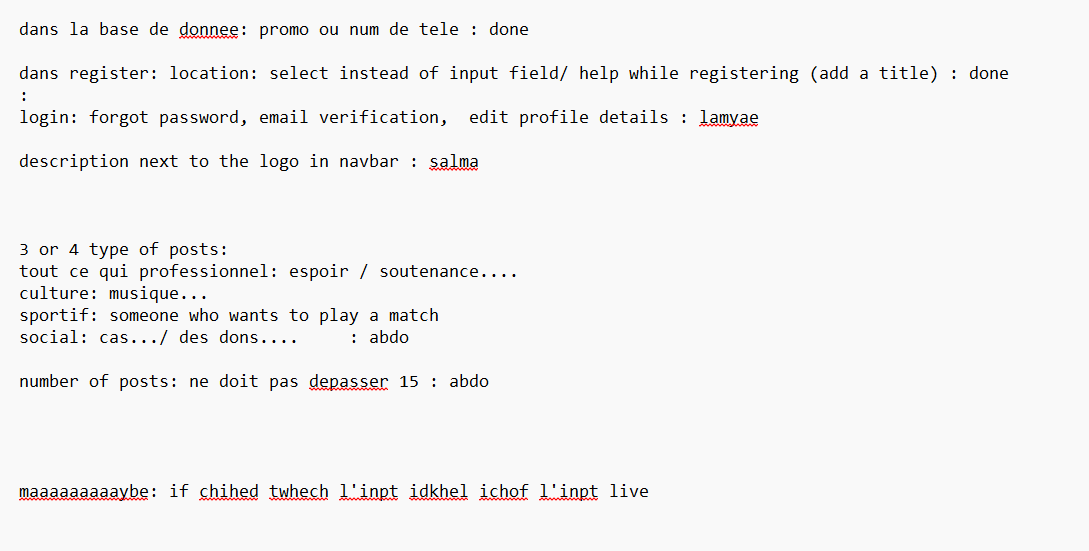 dans la base de donnee: promo ou num de tele : done
dans register: location: select instead of input field/ help while registering (add a title) : done
:
login: forgot password, email verification,  edit profile details : lamyae
description next to the logo in navbar : salma
3 or 4 type of posts:
tout ce qui professionnel: espoir / soutenance....
culture: musique...
sportif: someone who wants to play a match
social: cas.../ des dons....     : abdo
number of posts: ne doit pas depasser 15 : abdo
maaaaaaaaaybe: if chihed twhech l'inpt idkhel ichof l'inpt live